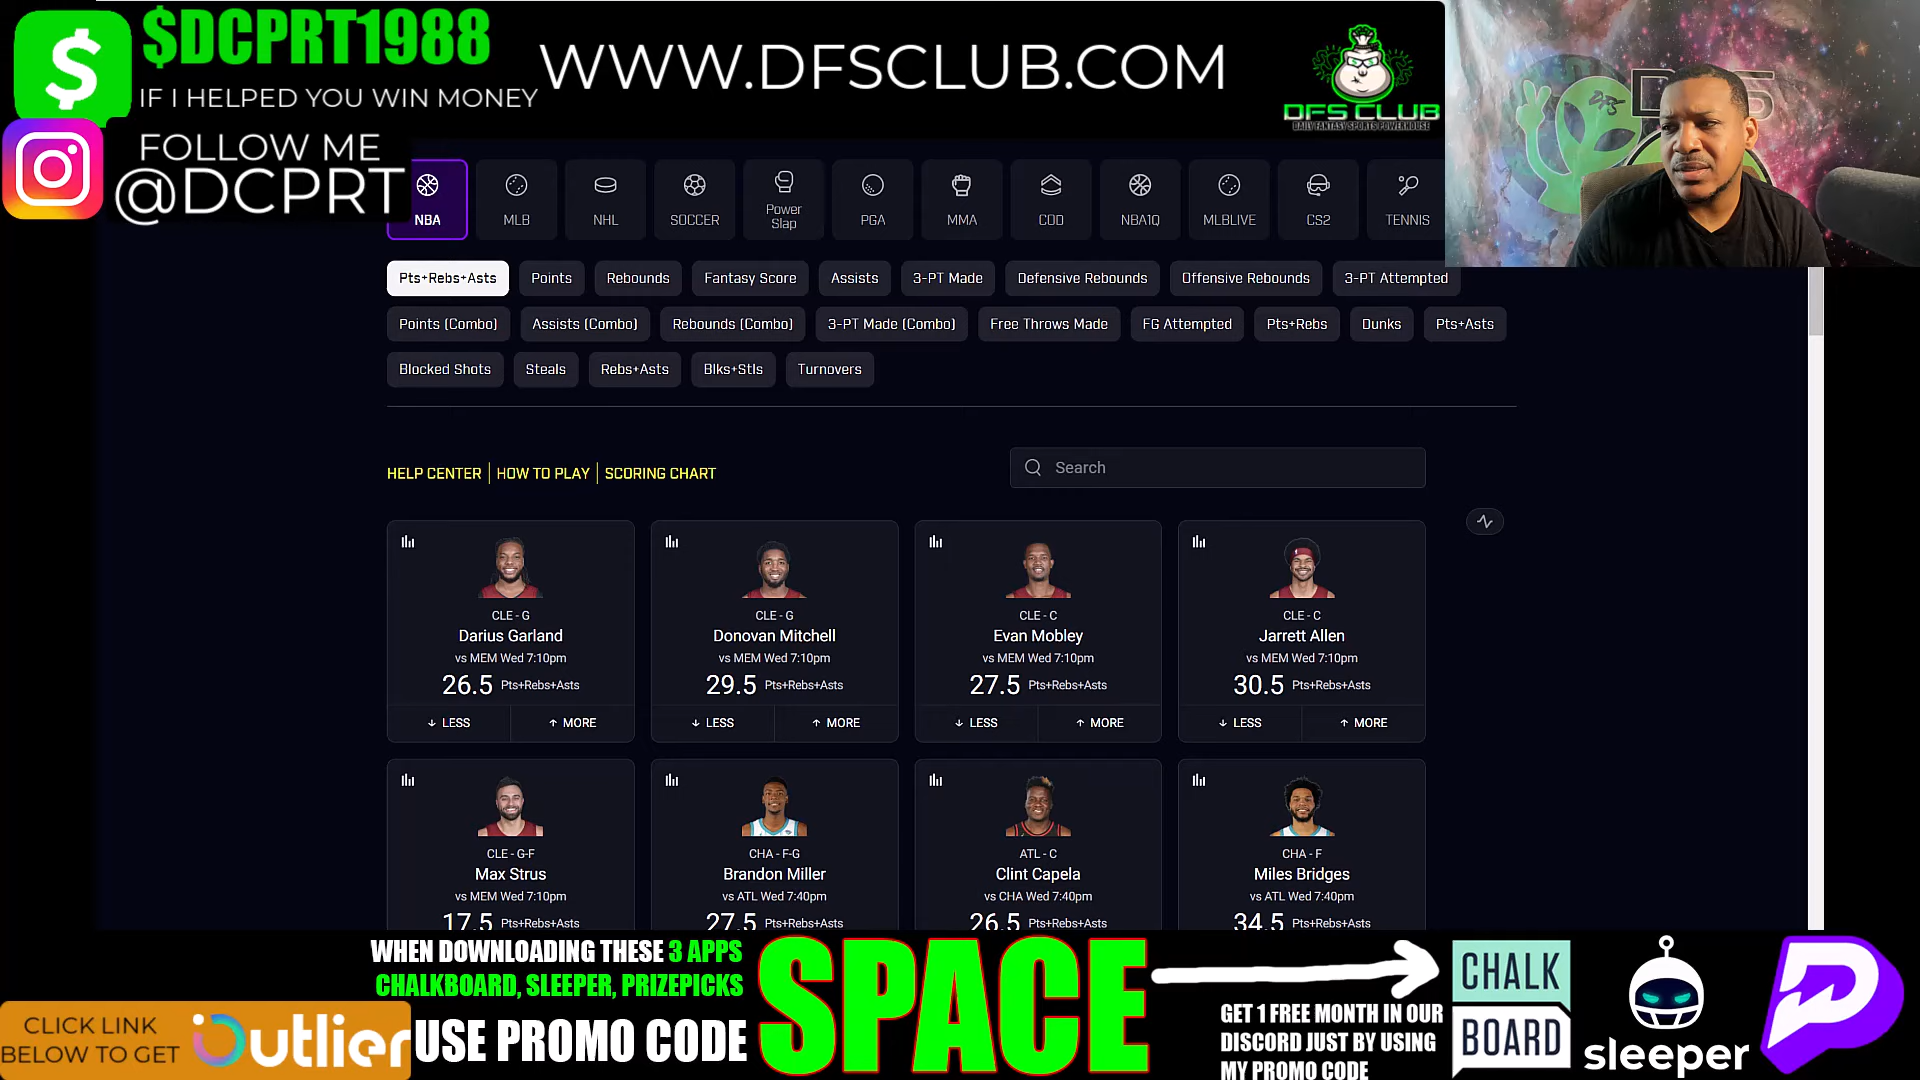 $DCPRT1988
IF I HELPED YOU WIN MONEY
WWW.DFSCLUB.COM
DFS CLUB
DAILY FANTASY SPORTS POWERHOUSE
FOLLOW ME
@DCPRT
NBA
MLB
NHL
SOCCER
Power
Slap
PGA
MMA
COD
NBA1Q
MLBLIVE
CS2
TENNIS
Pts+Rebs+Asts
Points
Rebounds
Fantasy Score
Assists
3-PT Made
Defensive Rebounds
Offensive Rebounds
3-PT Attempted
Points (Combo)
Assists (Combo)
Rebounds (Combo)
3-PT Made (Combo)
Free Throws Made
FG Attempted
Pts+Rebs
Dunks
Pts+Asts
Blocked Shots
Steals
Rebs+Asts
Blks+Stls
Turnovers
HELP CENTER
HOW TO PLAY
SCORING CHART
Search
CLE - G
Darius Garland
vs MEM Wed 7:10pm
26.5 Pts+Rebs+Asts
LESS
MORE
CLE - G
Donovan Mitchell
vs MEM Wed 7:10pm
29.5 Pts+Rebs+Asts
LESS
MORE
CLE - C
Evan Mobley
vs MEM Wed 7:10pm
27.5 Pts+Rebs+Asts
LESS
MORE
CLE - C
Jarrett Allen
vs MEM Wed 7:10pm
30.5 Pts+Rebs+Asts
LESS
MORE
CLE - G-F
Max Strus
vs MEM Wed 7:10pm
17.5 Pts+Rebs+Asts
CHA - F-G
Brandon Miller
vs ATL Wed 7:40pm
27.5 Pts+Rebs+Asts
ATL - C
Clint Capela
vs CHA Wed 7:40pm
26.5 Pts+Rebs+Asts
CHA - F
Miles Bridges
vs ATL Wed 7:40pm
34.5 Pts+Rebs+Asts
WHEN DOWNLOADING THESE 3 APPS
CHALKBOARD, SLEEPER, PRIZEPICKS
USE PROMO CODE
SPACE
CLICK LINK
BELOW TO GET
Outlier
GET 1 FREE MONTH IN OUR
DISCORD JUST BY USING
MY PROMO CODE
CHALK
BOARD
sleeper